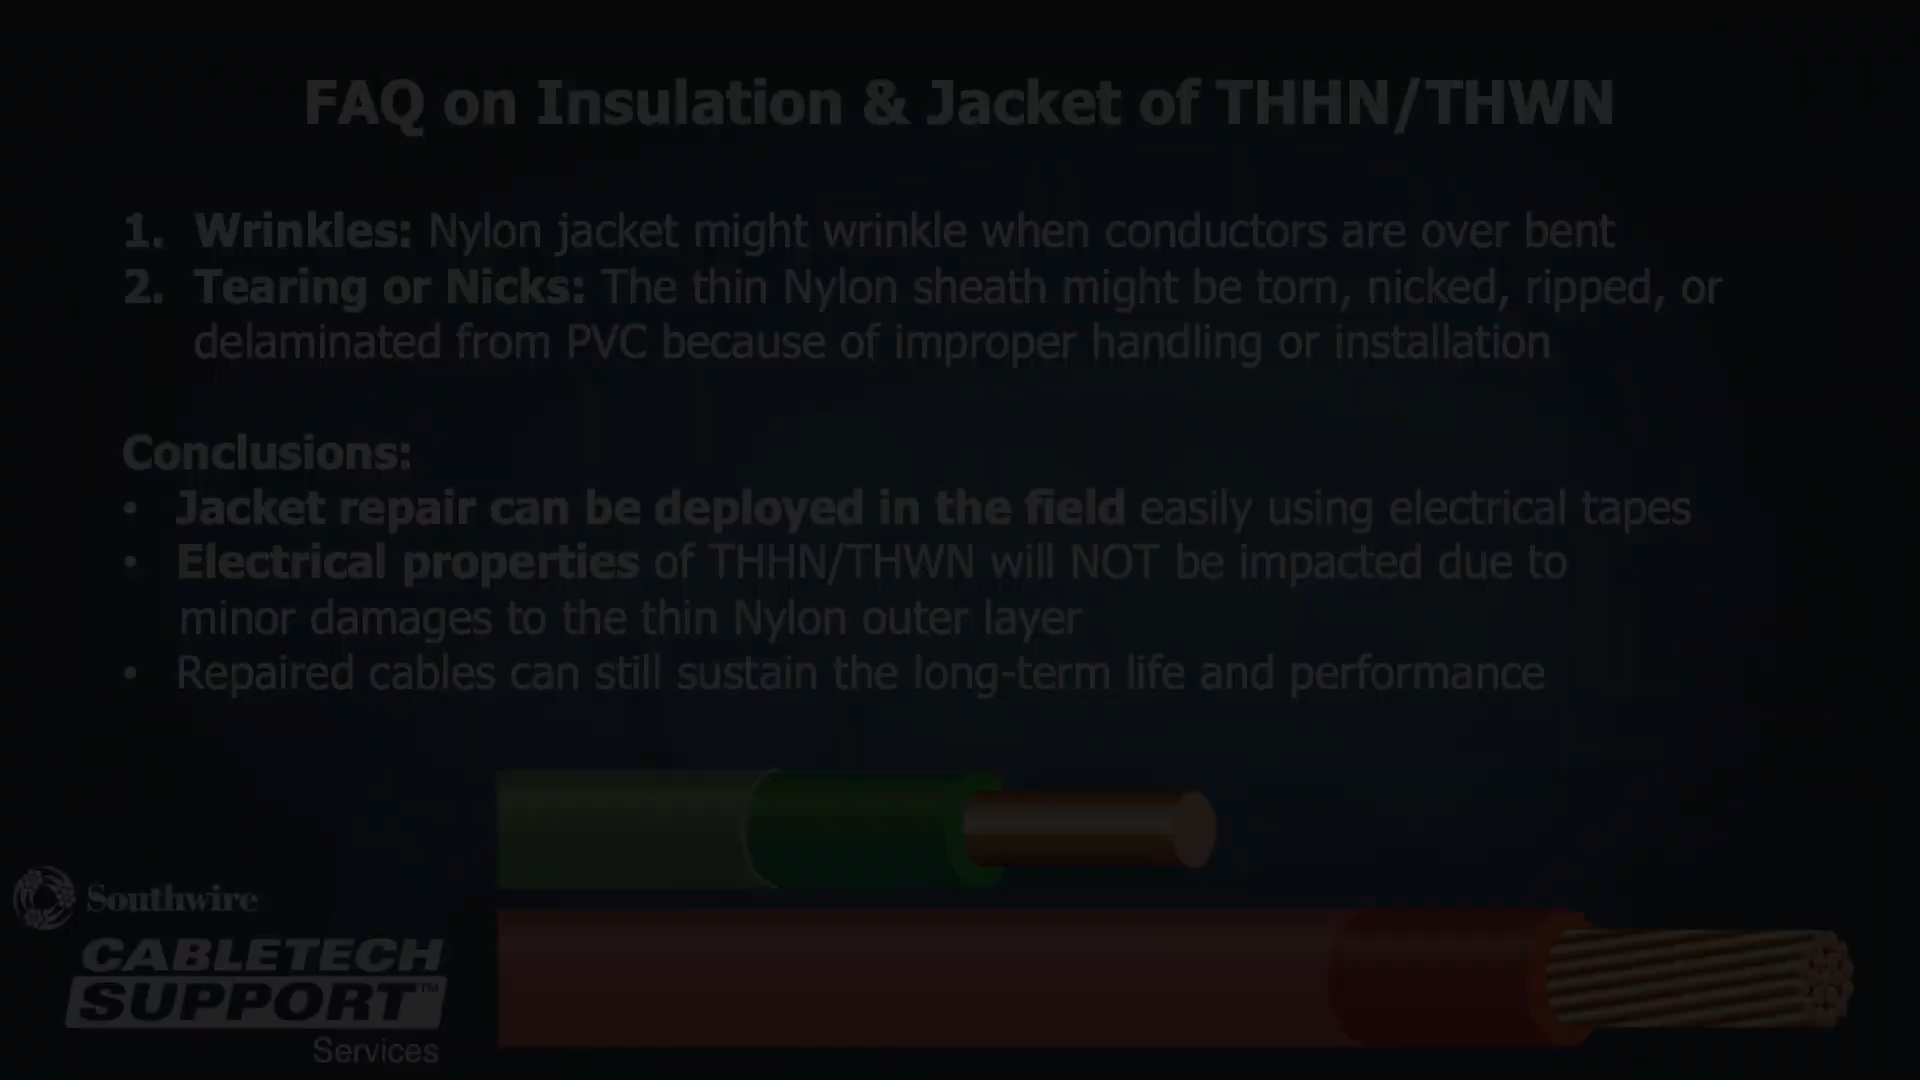 FAQ on Insulation & Jacket of THHN/THWN
1. Wrinkles: Nylon jacket might wrinkle when conductors are over bent
2. Tearing or Nicks: The thin Nylon sheath might be torn, nicked, ripped, or
delaminated from PVC because of improper handling or installation
Conclusions:
• Jacket repair can be deployed in the field easily using electrical tapes
• Electrical properties of THHN/THWN will NOT be impacted due to
minor damages to the thin Nylon outer layer
• Repaired cables can still sustain the long-term life and performance
Southwire
CABLETECH
SUPPORT™
Services